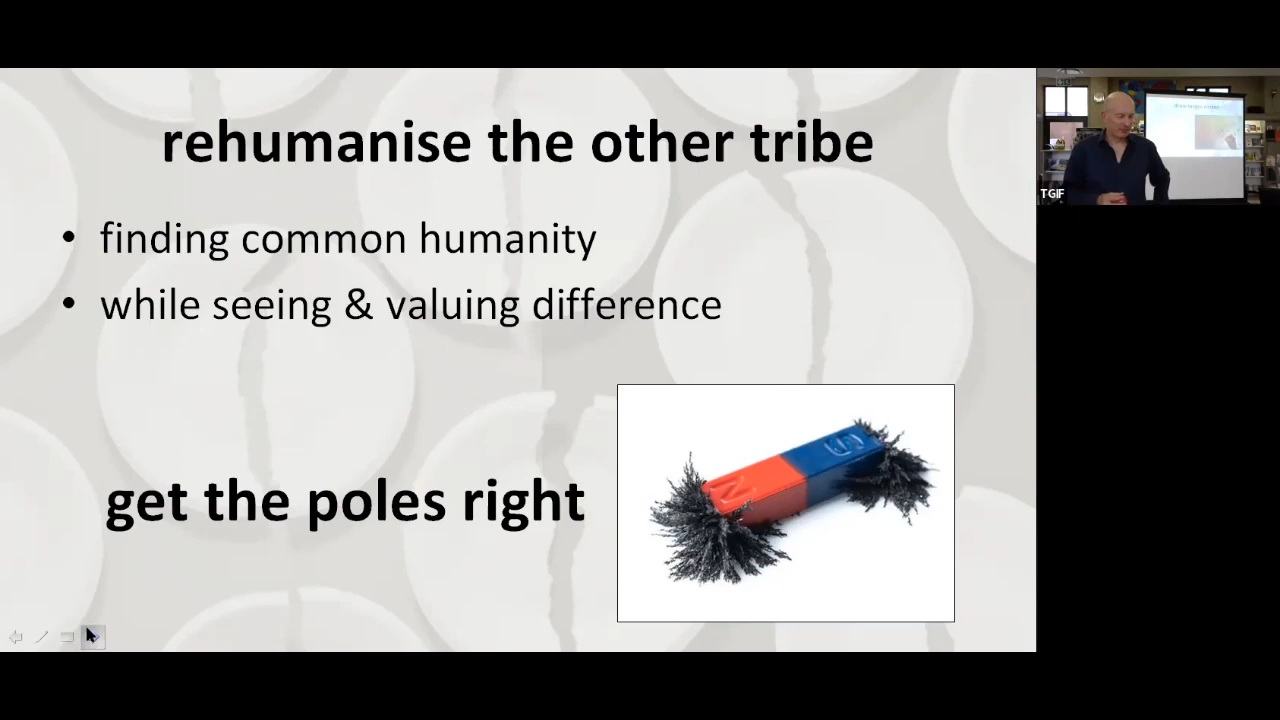 rehumanise the other tribe
• finding common humanity
• while seeing & valuing difference
get the poles right
N
S
TGIF